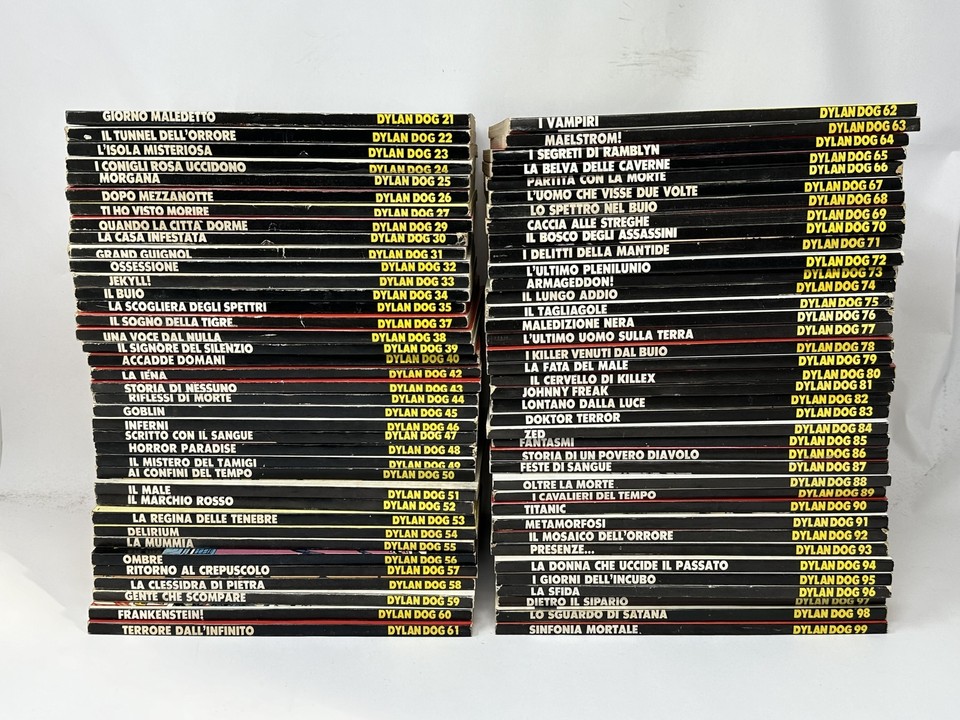 GIORNO MALEDETTO DYLAN DOG 21
IL TUNNEL DELL'ORRORE DYLAN DOG 22
L'ISOLA MISTERIOSA DYLAN DOG 23
I CONIGLI ROSA UCCIDONO DYLAN DOG 24
MORGANA DYLAN DOG 25
DOPO MEZZANOTTE DYLAN DOG 26
TI HO VISTO MORIRE DYLAN DOG 27
QUANDO LA CITTA' DORME DYLAN DOG 29
LA CASA INFESTATA DYLAN DOG 30
GRAND GUIGNOL DYLAN DOG 31
OSSESSIONE DYLAN DOG 32
JEKYLL! DYLAN DOG 33
IL BUIO DYLAN DOG 34
LA SCOGLIERA DEGLI SPETTRI DYLAN DOG 35
IL SOGNO DELLA TIGRE DYLAN DOG 37
UNA VOCE DAL NULLA DYLAN DOG 38
IL SIGNORE DEL SILENZIO DYLAN DOG 39
ACCADDE DOMANI DYLAN DOG 40
LA IENA DYLAN DOG 42
STORIA DI NESSUNO DYLAN DOG 43
RIFLESSI DI MORTE DYLAN DOG 44
GOBLIN DYLAN DOG 45
INFERNI DYLAN DOG 46
SCRITTO CON IL SANGUE DYLAN DOG 47
HORROR PARADISE DYLAN DOG 48
IL MISTERO DEL TAMIGI DYLAN DOG 49
AI CONFINI DEL TEMPO DYLAN DOG 50
IL MALE DYLAN DOG 51
IL MARCHIO ROSSO DYLAN DOG 52
LA REGINA DELLE TENEBRE DYLAN DOG 53
DELIRIUM DYLAN DOG 54
LA MUMMIA DYLAN DOG 55
OMBRE DYLAN DOG 56
RITORNO AL CREPUSCOLO DYLAN DOG 57
LA CLESSIDRA DI PIETRA DYLAN DOG 58
GENTE CHE SCOMPARE DYLAN DOG 59
FRANKENSTEIN! DYLAN DOG 60
TERRORE DALL'INFINITO DYLAN DOG 61
I VAMPIRI DYLAN DOG 62
MAELSTROM! DYLAN DOG 63
I SEGRETI DI RAMBLYN DYLAN DOG 64
LA BELVA DELLE CAVERNE DYLAN DOG 65
PARTITA CON LA MORTE DYLAN DOG 66
L'UOMO CHE VISSE DUE VOLTE DYLAN DOG 67
LO SPETTRO NEL BUIO DYLAN DOG 68
CACCIA ALLE STREGHE DYLAN DOG 69
IL BOSCO DEGLI ASSASSINI DYLAN DOG 70
I DELITTI DELLA MANTIDE DYLAN DOG 71
L'ULTIMO PLENILUNIO DYLAN DOG 72
ARMAGEDDON! DYLAN DOG 73
IL LUNGO ADDIO DYLAN DOG 74
IL TAGLIAGOLE DYLAN DOG 75
MALEDIZIONE NERA DYLAN DOG 76
L'ULTIMO UOMO SULLA TERRA DYLAN DOG 77
I KILLER VENUTI DAL BUIO DYLAN DOG 78
LA FATA DEL MALE DYLAN DOG 79
IL CERVELLO DI KILLEX DYLAN DOG 80
JOHNNY FREAK DYLAN DOG 81
LONTANO DALLA LUCE DYLAN DOG 82
DOKTOR TERROR DYLAN DOG 83
ZED DYLAN DOG 84
FANTASMI DYLAN DOG 85
STORIA DI UN POVERO DIAVOLO DYLAN DOG 86
FESTE DI SANGUE DYLAN DOG 87
OLTRE LA MORTE DYLAN DOG 88
I CAVALIERI DEL TEMPO DYLAN DOG 89
TITANIC DYLAN DOG 90
METAMORFOSI DYLAN DOG 91
IL MOSAICO DELL'ORRORE DYLAN DOG 92
PRESENZE... DYLAN DOG 93
LA DONNA CHE UCCIDE IL PASSATO DYLAN DOG 94
I GIORNI DELL'INCUBO DYLAN DOG 95
LA SFIDA DYLAN DOG 96
DIETRO IL SIPARIO DYLAN DOG 97
LO SGUARDO DI SATANA DYLAN DOG 98
SINFONIA MORTALE DYLAN DOG 99